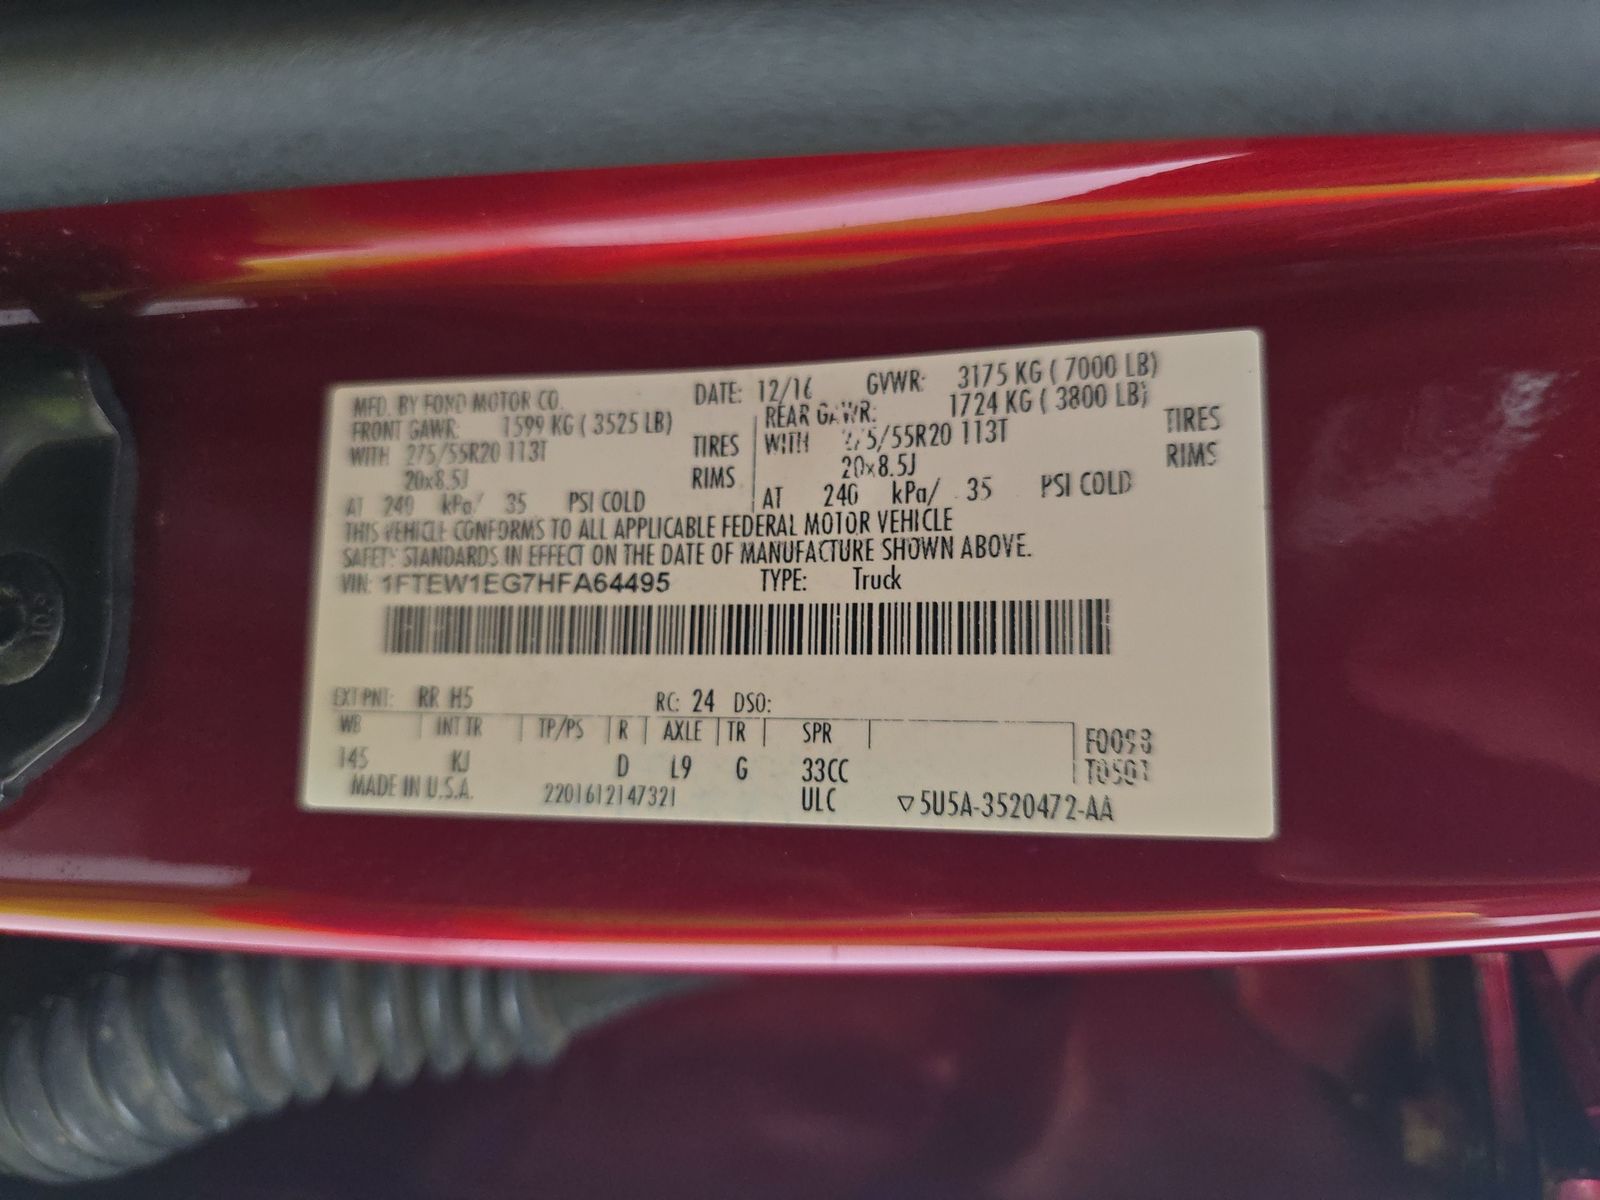 MFD. BY FORD MOTOR CO. DATE: 12/16 GVWR: 3175 KG ( 7000 LB)
FRONT GAWR: 1599 KG ( 3525 LB) REAR GAWR: 1724 KG ( 3800 LB)
WITH 275/55R20 113T TIRES WITH 275/55R20 113T TIRES
20x8.5J RIMS 20x8.5J RIMS
AT 240 kPa/ 35 PSI COLD AT 240 kPa/ 35 PSI COLD
THIS VEHICLE CONFORMS TO ALL APPLICABLE FEDERAL MOTOR VEHICLE
SAFETY STANDARDS IN EFFECT ON THE DATE OF MANUFACTURE SHOWN ABOVE.
VIN: 1FTEW1EG7HFA64495 TYPE: Truck
EXT PNT: RR H5 RC: 24 DSO:
WB INT TR TP/PS R AXLE TR SPR
145 KJ D L9 G 33CC
MADE IN U.S.A. 2201612147321 ULC ▽5U5A-3520472-AA